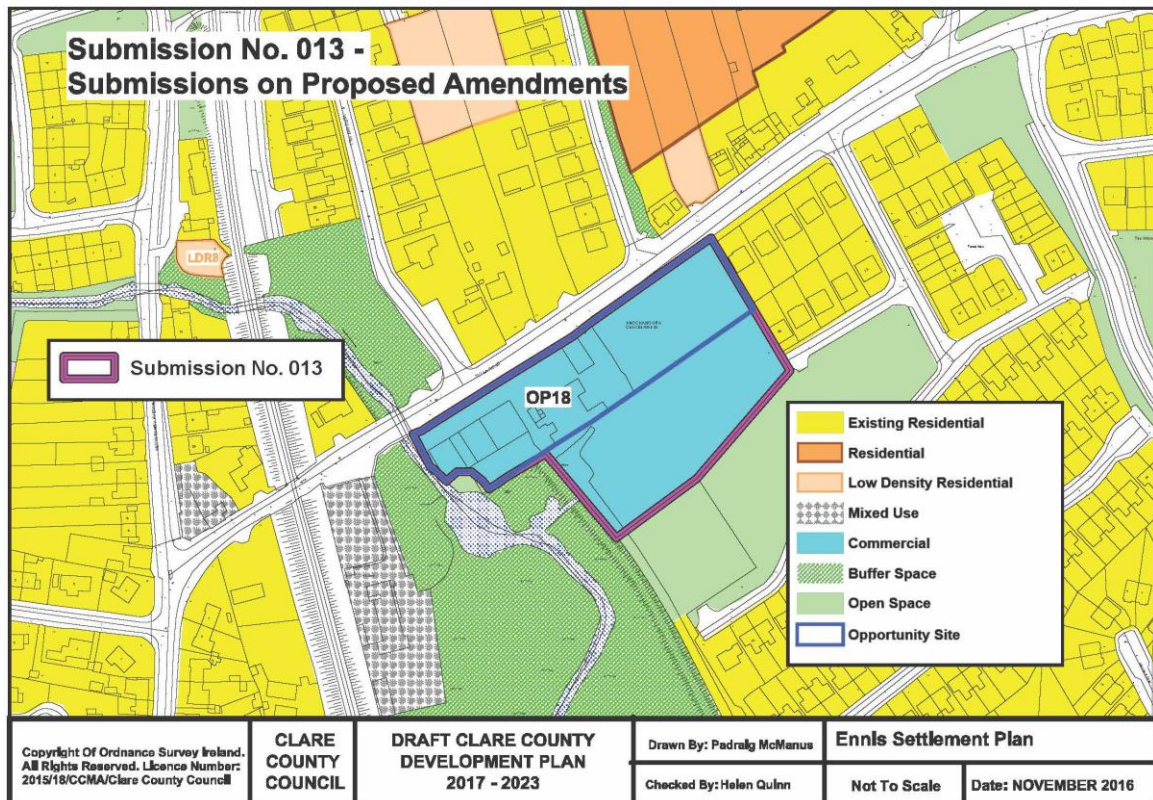 Submission No. 013 -
Submissions on Proposed Amendments
LDR8
Submission No. 013
OP18
Existing Residential
Residential
Low Density Residential
Mixed Use
Commercial
Buffer Space
Open Space
Opportunity Site
Copyright Of Ordnance Survey Ireland.
All Rights Reserved. Licence Number:
2015/18/CCMA/Clare County Council
CLARE
COUNTY
COUNCIL
DRAFT CLARE COUNTY
DEVELOPMENT PLAN
2017 - 2023
Drawn By: Padraig McManus
Checked By: Helen Quinn
Ennis Settlement Plan
Not To Scale
Date: NOVEMBER 2016